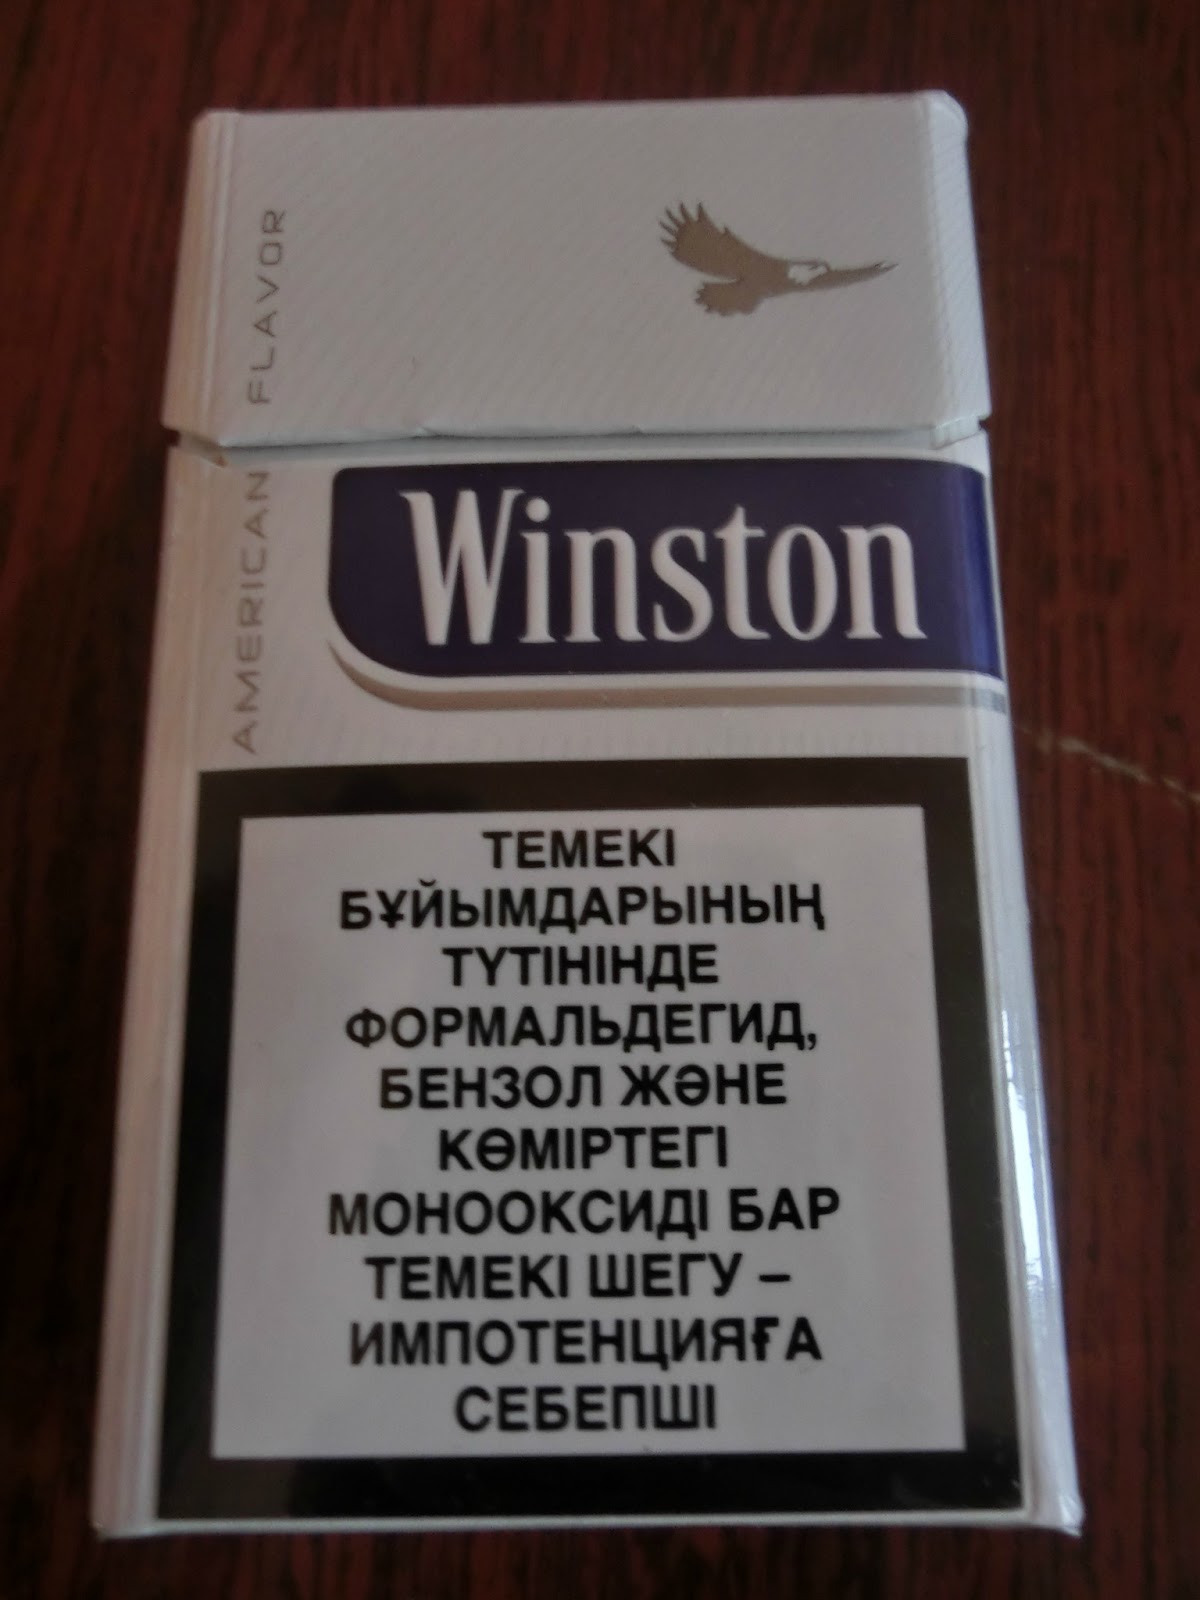 AMERICAN FLAVOR
Winston
ТЕМЕКІ
БҰЙЫМДАРЫНЫҢ
ТҮТІНІНДЕ
ФОРМАЛЬДЕГИД,
БЕНЗОЛ ЖӘНЕ
КӨМІРТЕГІ
МОНООКСИДІ БАР
ТЕМЕКІ ШЕГУ –
ИМПОТЕНЦИЯҒА
СЕБЕПШІ